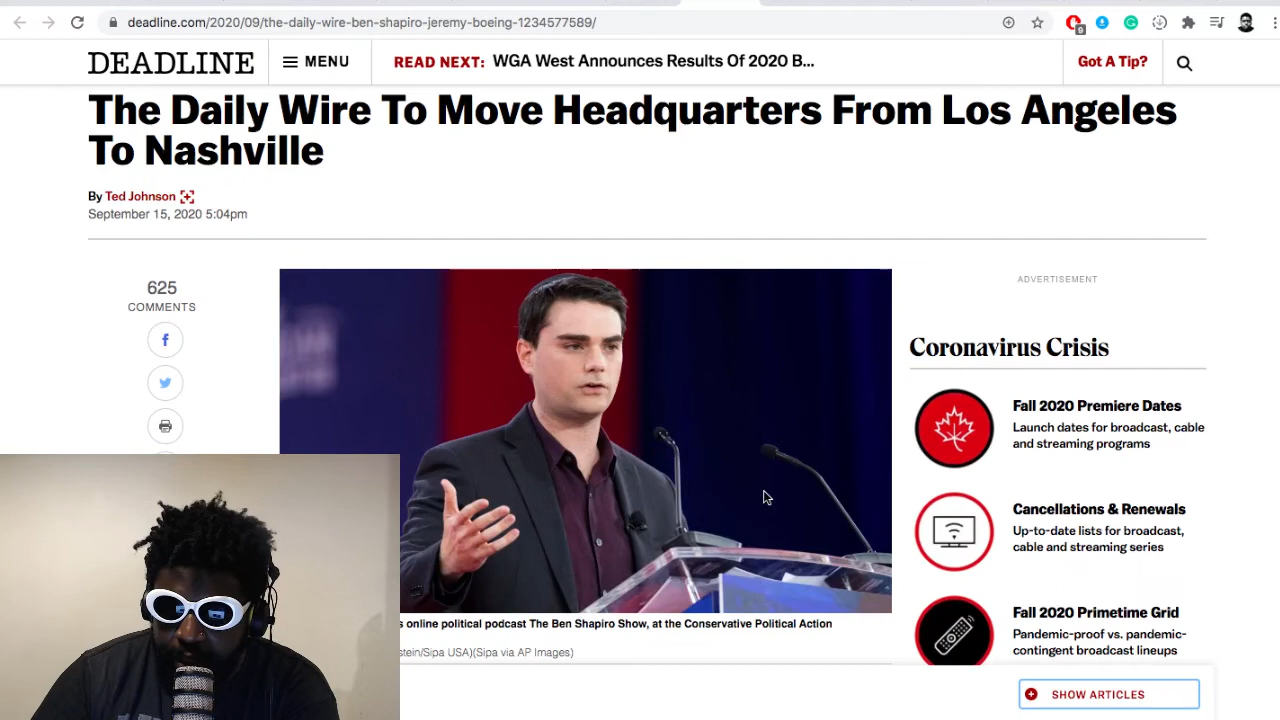 deadline.com/2020/09/the-daily-wire-ben-shapiro-jeremy-boeing-1234577589/
9
DEADLINE
MENU
READ NEXT: WGA West Announces Results Of 2020 B...
Got A Tip?
The Daily Wire To Move Headquarters From Los Angeles
To Nashville
By Ted Johnson
September 15, 2020 5:04pm
625
COMMENTS
ADVERTISEMENT
Coronavirus Crisis
Fall 2020 Premiere Dates
Launch dates for broadcast, cable
and streaming programs
Cancellations & Renewals
Up-to-date lists for broadcast,
cable and streaming series
Fall 2020 Primetime Grid
Pandemic-proof vs. pandemic-
contingent broadcast lineups
s online political podcast The Ben Shapiro Show, at the Conservative Political Action
stein/Sipa USA)(Sipa via AP Images)
SHOW ARTICLES